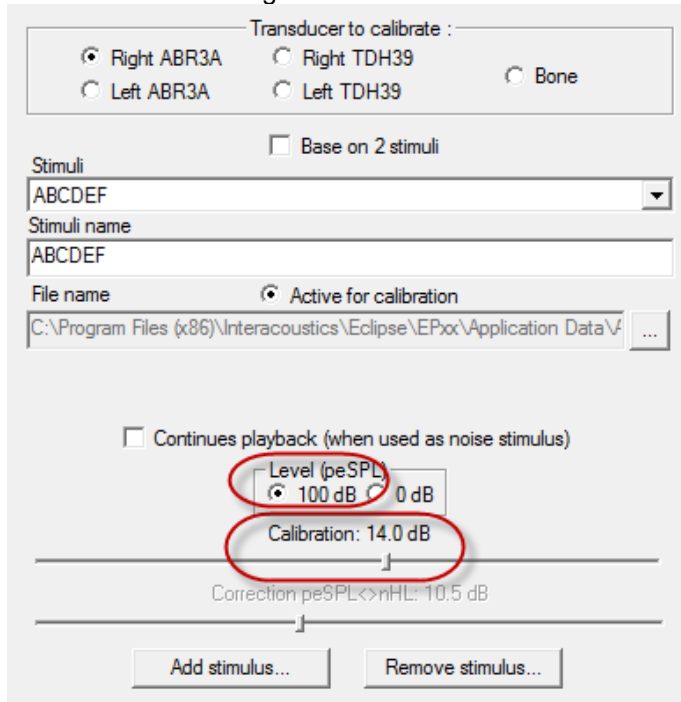 Transducer to calibrate :
Right ABR3A Right TDH39
Bone
Left ABR3A Left TDH39
Base on 2 stimuli
Stimuli
ABCDEF
Stimuli name
ABCDEF
File name Active for calibration
C:\Program Files (x86)\Interacoustics\Eclipse\EPxx\Application Data\ ...
Continues playback (when used as noise stimulus)
Level (peSPL)
100 dB 0 dB
Calibration: 14.0 dB
Correction peSPL<>nHL: 10.5 dB
Add stimulus... Remove stimulus...